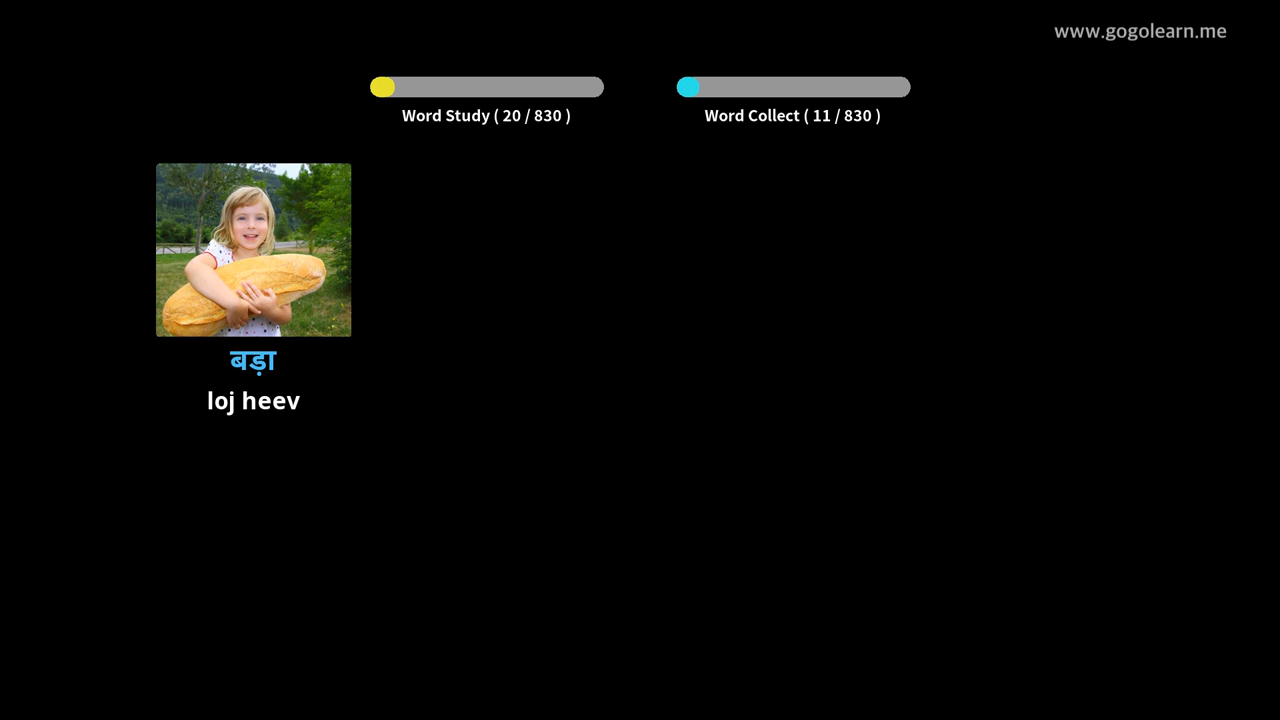 www.gogolearn.me
Word Study ( 20 / 830 )
Word Collect ( 11 / 830 )
बड़ा
loj heev